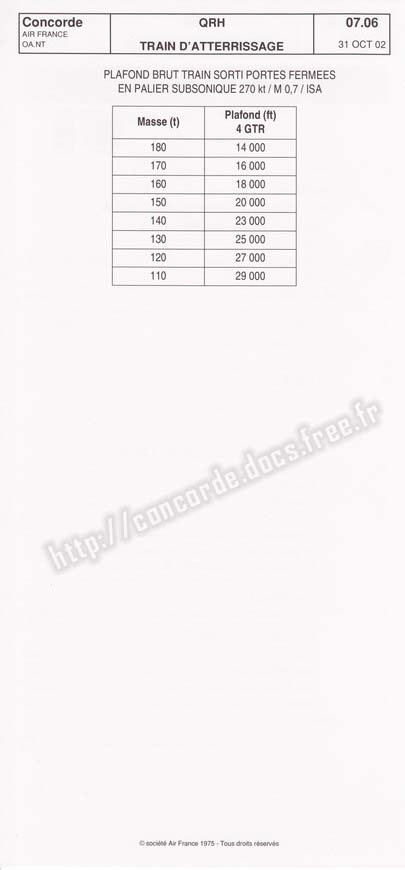 Concorde
AIR FRANCE
OA.NT
QRH
TRAIN D'ATTERRISSAGE
07.06
31 OCT 02
PLAFOND BRUT TRAIN SORTI PORTES FERMEES
EN PALIER SUBSONIQUE 270 kt / M 0,7 / ISA
Masse (t) Plafond (ft)
4 GTR
180 14 000
170 16 000
160 18 000
150 20 000
140 23 000
130 25 000
120 27 000
110 29 000
http://concorde.docs.free.fr
© société Air France 1975 - Tous droits réservés